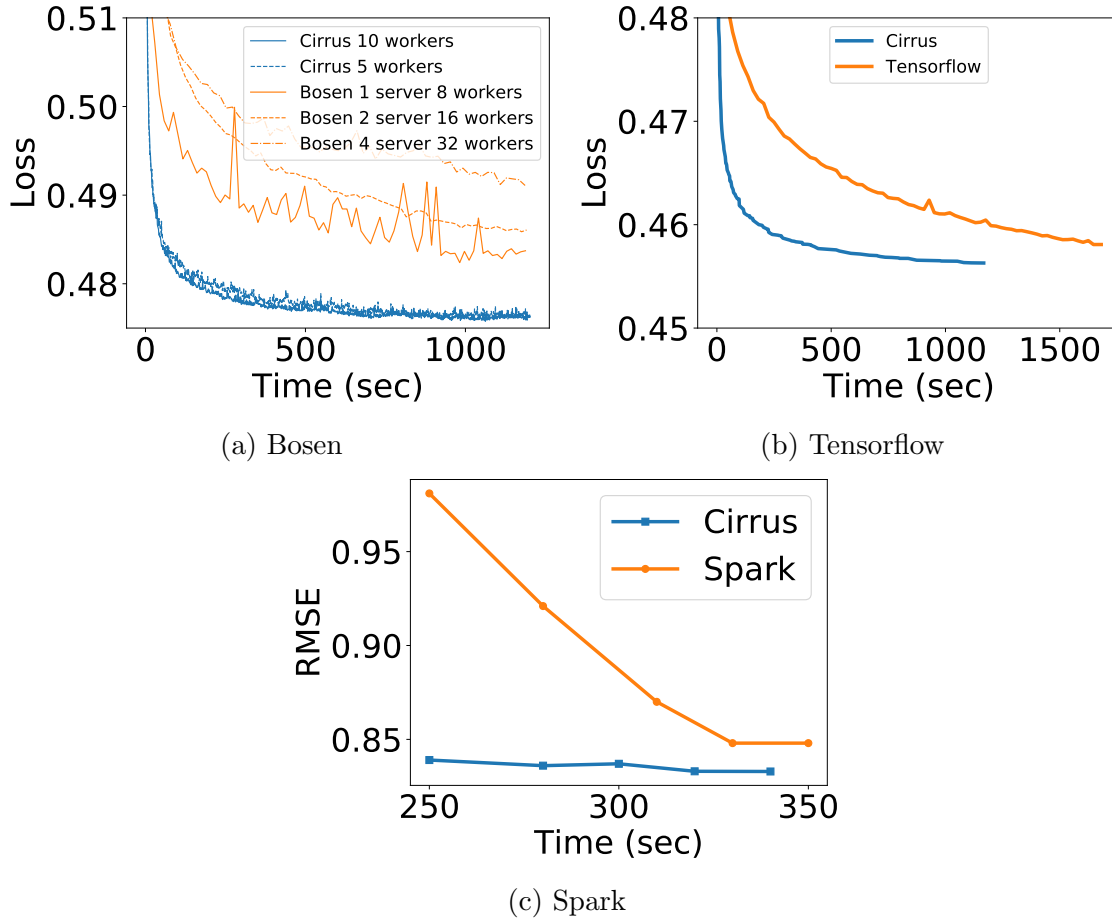 0.51
0.50
0.49
0.48
Loss
0
500
1000
Time (sec)
Cirrus 10 workers
Cirrus 5 workers
Bosen 1 server 8 workers
Bosen 2 server 16 workers
Bosen 4 server 32 workers
(a) Bosen
0.48
0.47
0.46
0.45
Loss
0
500
1000
1500
Time (sec)
Cirrus
Tensorflow
(b) Tensorflow
0.95
0.90
0.85
RMSE
250
300
350
Time (sec)
Cirrus
Spark
(c) Spark